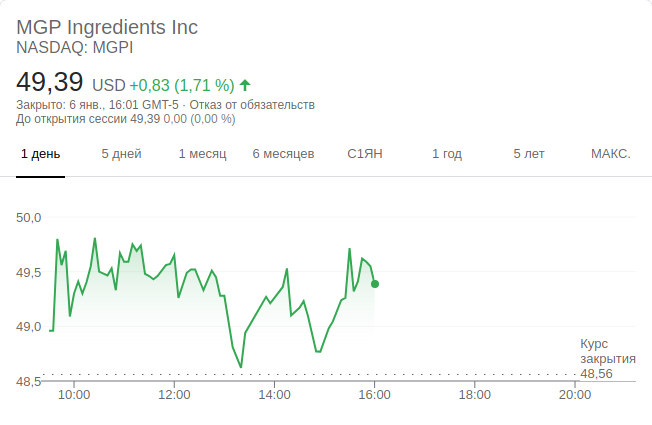 MGP Ingredients Inc
NASDAQ: MGPI
49,39 USD +0,83 (1,71 %)
Закрыто: 6 янв., 16:01 GMT-5 · Отказ от обязательств
До открытия сессии 49,39 0,00 (0,00 %)
1 день 5 дней 1 месяц 6 месяцев С1ЯН 1 год 5 лет МАКС.
50,0
49,5
49,0
Курс
закрытия
48,56
48,5
10:00 12:00 14:00 16:00 18:00 20:00